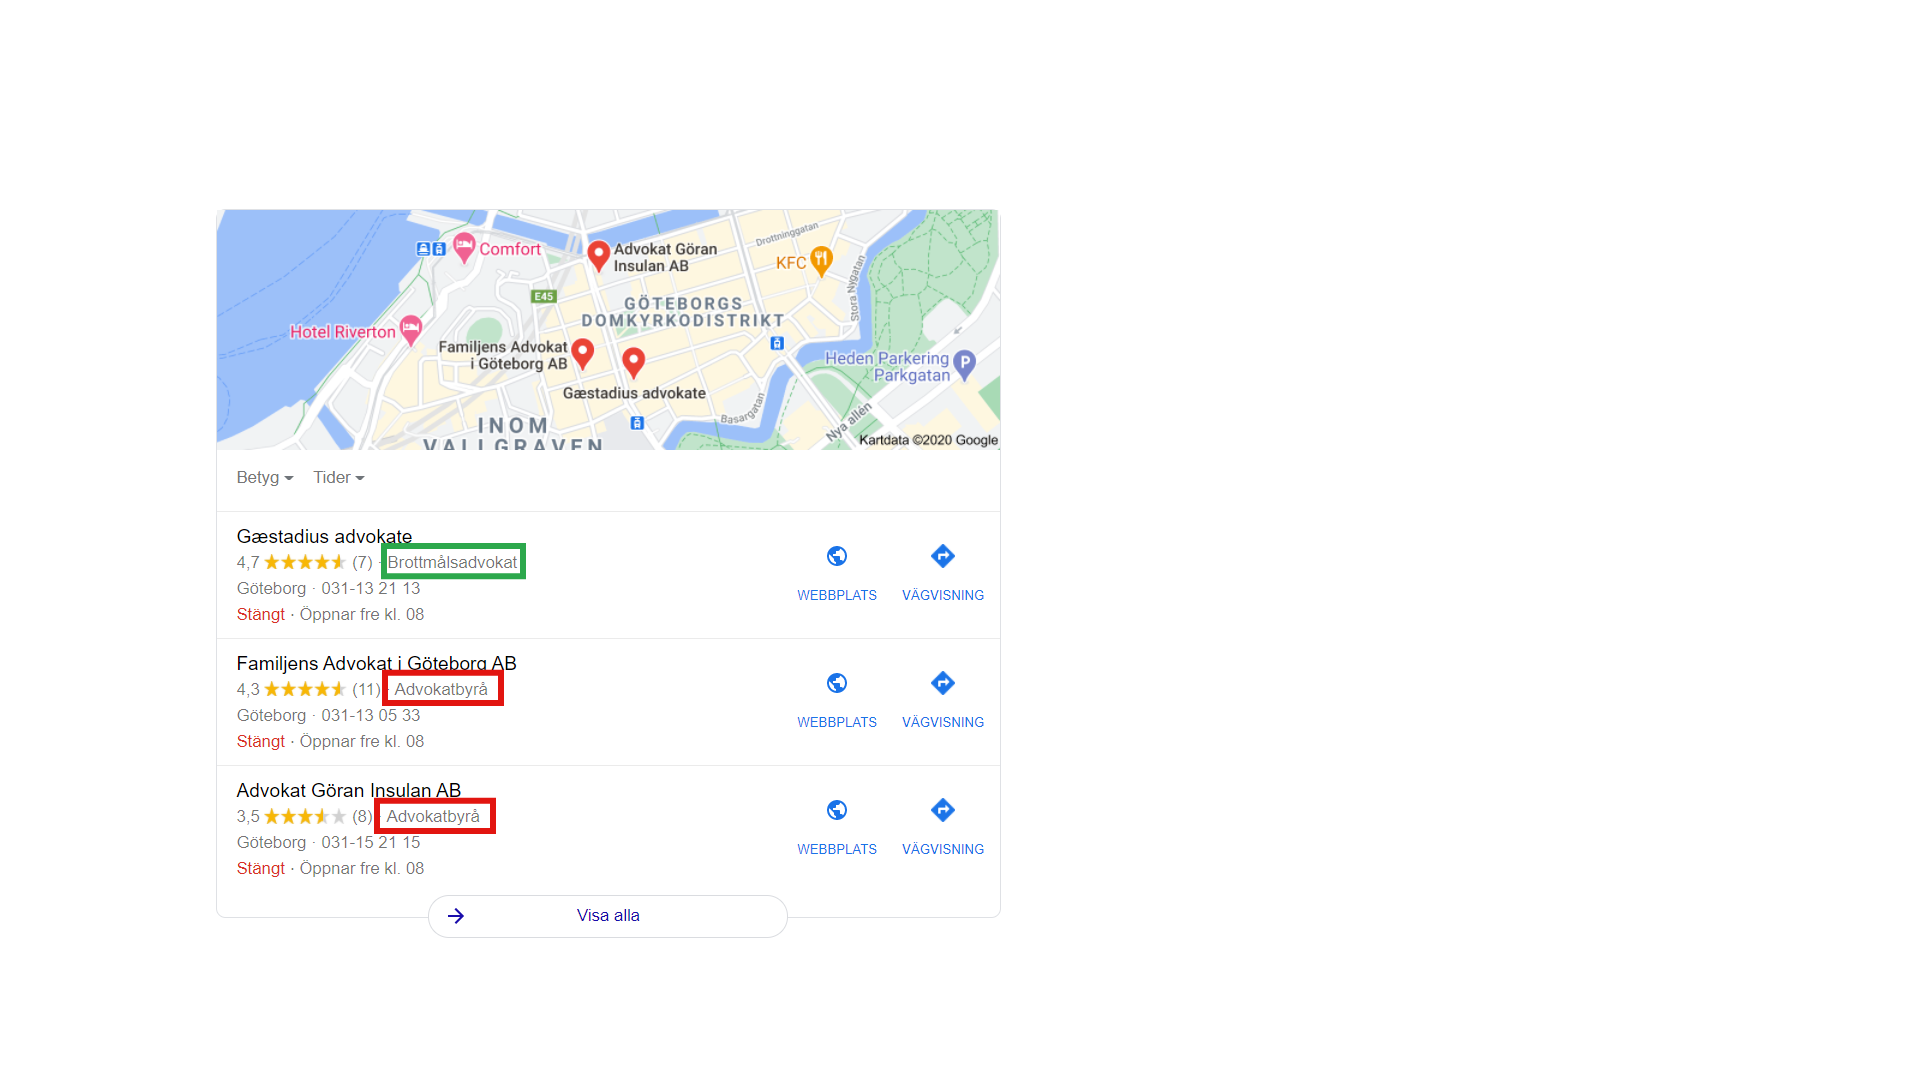 Comfort
Advokat Göran
Insulan AB
Drottninggatan
KFC
Stora Nygatan
E45
GÖTEBORGS
DOMKYRKODISTRIKT
Hotel Riverton
Familjens Advokat
i Göteborg AB
Heden Parkering
Parkgatan
P
Gæstadius advokate
Basargatan
Nya allén
INOM
VALLGRAVEN
Kartdata ©2020 Google
Betyg Tider
Gæstadius advokate
4,7 (7) · Brottmålsadvokat
Göteborg · 031-13 21 13
Stängt · Öppnar fre kl. 08
WEBBPLATS VÄGVISNING
Familjens Advokat i Göteborg AB
4,3 (11) · Advokatbyrå
Göteborg · 031-13 05 33
Stängt · Öppnar fre kl. 08
WEBBPLATS VÄGVISNING
Advokat Göran Insulan AB
3,5 (8) · Advokatbyrå
Göteborg · 031-15 21 15
Stängt · Öppnar fre kl. 08
WEBBPLATS VÄGVISNING
Visa alla